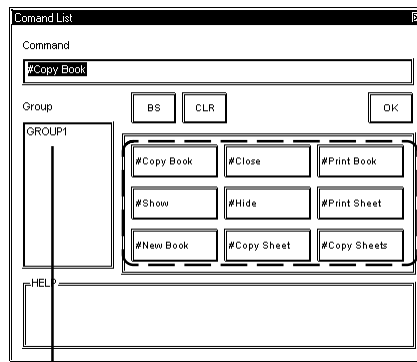 Comand List
Command
#Copy Book
Group
BS CLR OK
GROUP1
#Copy Book #Close #Print Book
#Show #Hide #Print Sheet
#New Book #Copy Sheet #Copy Sheets
HELP